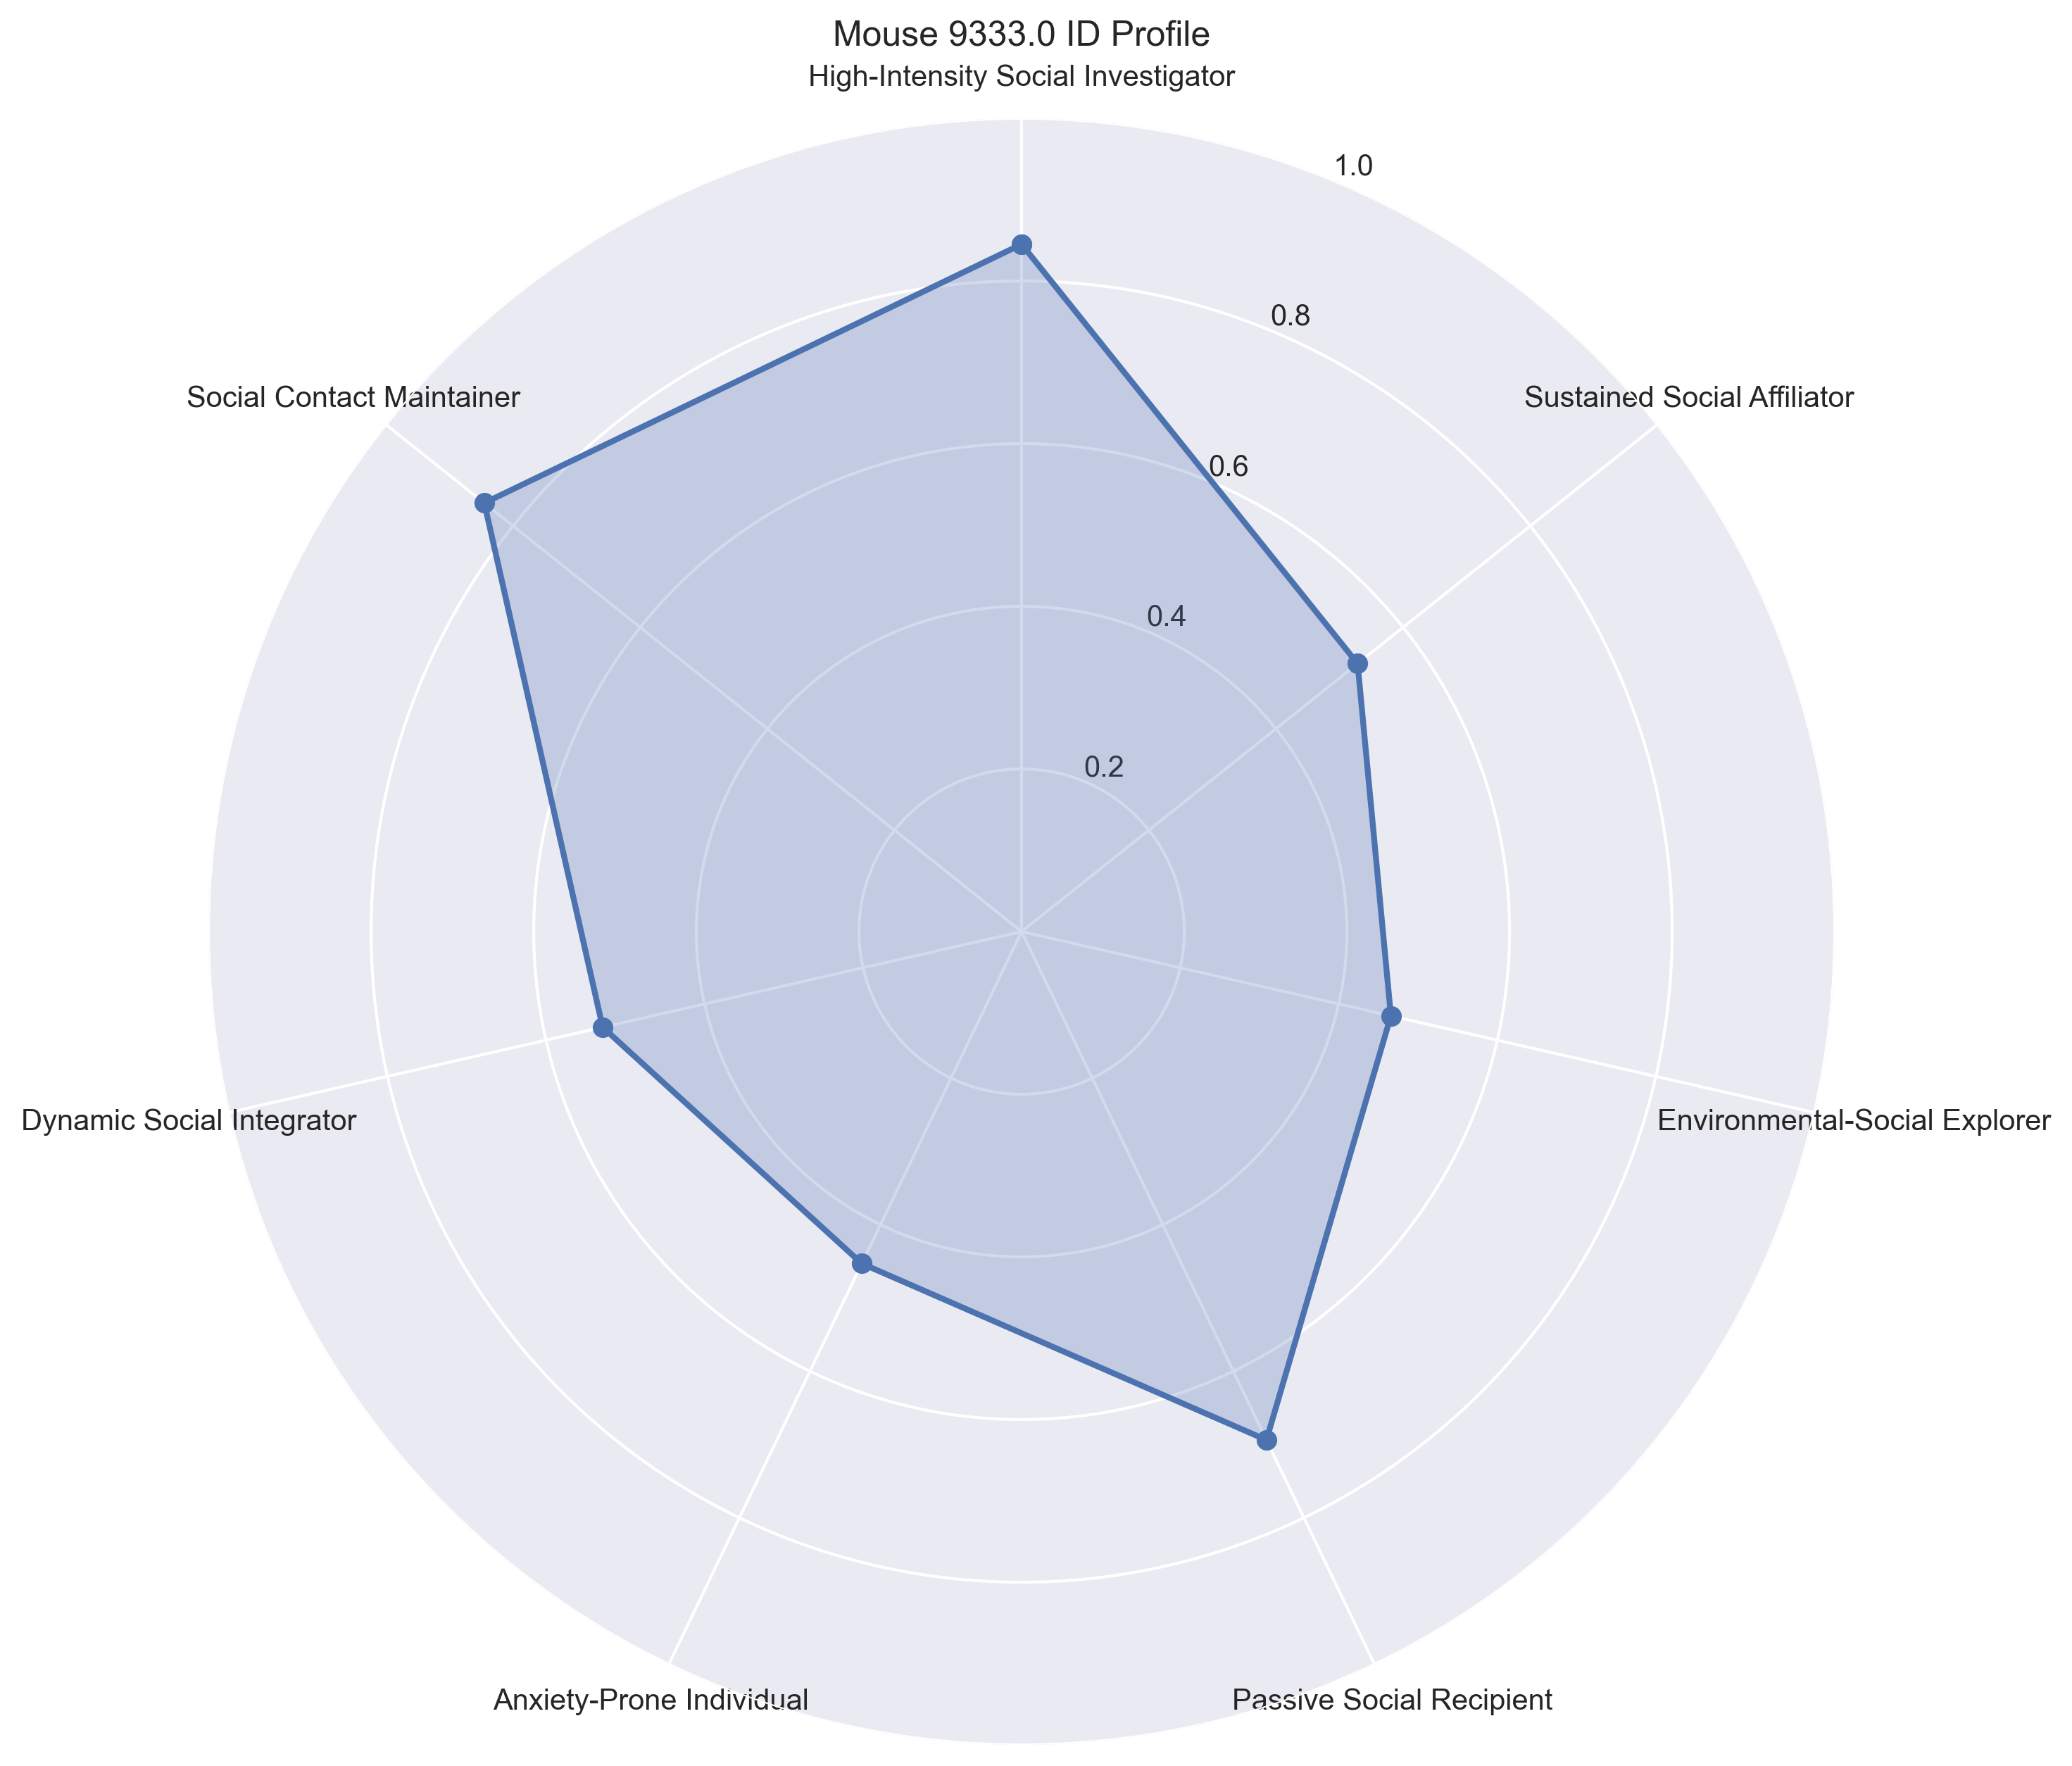 Mouse 9333.0 ID Profile
High-Intensity Social Investigator
1.0
0.8
Social Contact Maintainer
Sustained Social Affiliator
0.6
0.4
0.2
Dynamic Social Integrator
Environmental-Social Explorer
Anxiety-Prone Individual
Passive Social Recipient